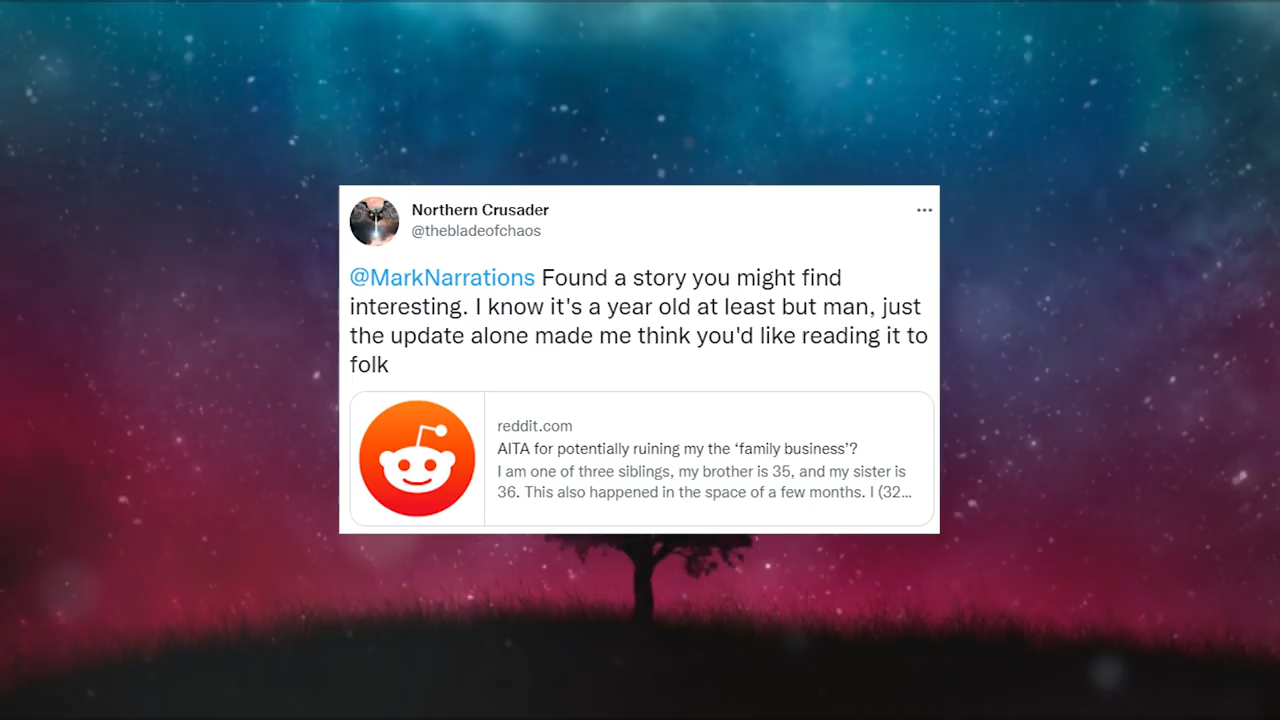 Northern Crusader
@thebladeofchaos
@MarkNarrations Found a story you might find
interesting. I know it's a year old at least but man, just
the update alone made me think you'd like reading it to
folk
reddit.com
AITA for potentially ruining my the ‘family business’?
I am one of three siblings, my brother is 35, and my sister is
36. This also happened in the space of a few months. I (32...